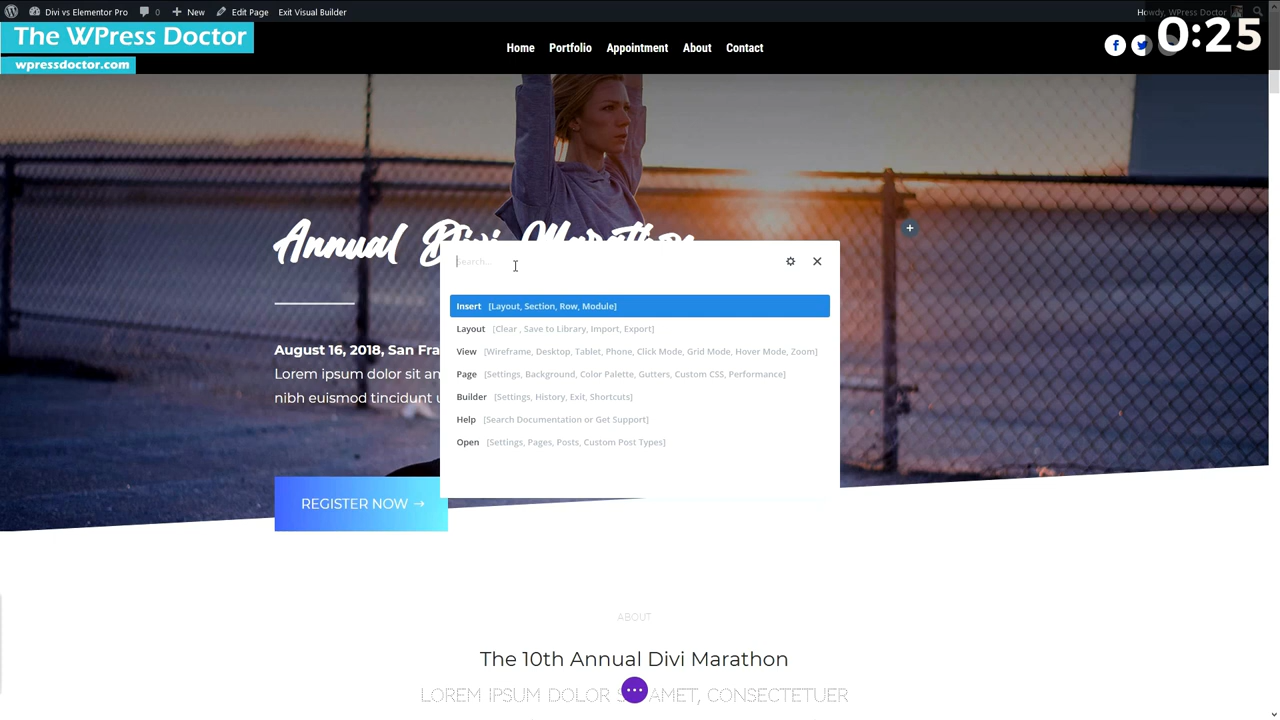 Divi vs Elementor Pro 0 New Edit Page Exit Visual Builder Howdy, WPress Doctor
The WPress Doctor
wpressdoctor.com
Home Portfolio Appointment About Contact
0:25
Annual Divi Marathon
Search...
Insert [Layout, Section, Row, Module]
Layout [Clear , Save to Library, Import, Export]
View [Wireframe, Desktop, Tablet, Phone, Click Mode, Grid Mode, Hover Mode, Zoom]
August 16, 2018, San Fra
Lorem ipsum dolor sit am
Page [Settings, Background, Color Palette, Gutters, Custom CSS, Performance]
nibh euismod tincidunt u
Builder [Settings, History, Exit, Shortcuts]
Help [Search Documentation or Get Support]
Open [Settings, Pages, Posts, Custom Post Types]
REGISTER NOW →
ABOUT
The 10th Annual Divi Marathon
LOREM IPSUM DOLOR S AMET, CONSECTETUER